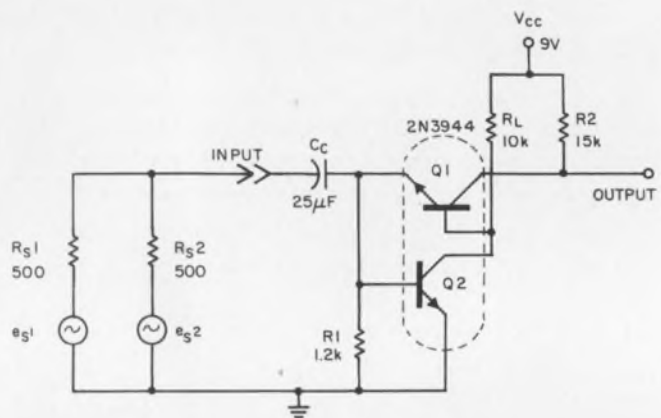 Vcc
9V
RL
10k
R2
15k
2N3944
INPUT
Cc
25μF
Q1
OUTPUT
RS1
500
RS2
500
Q2
eS1
eS2
R1
1.2k